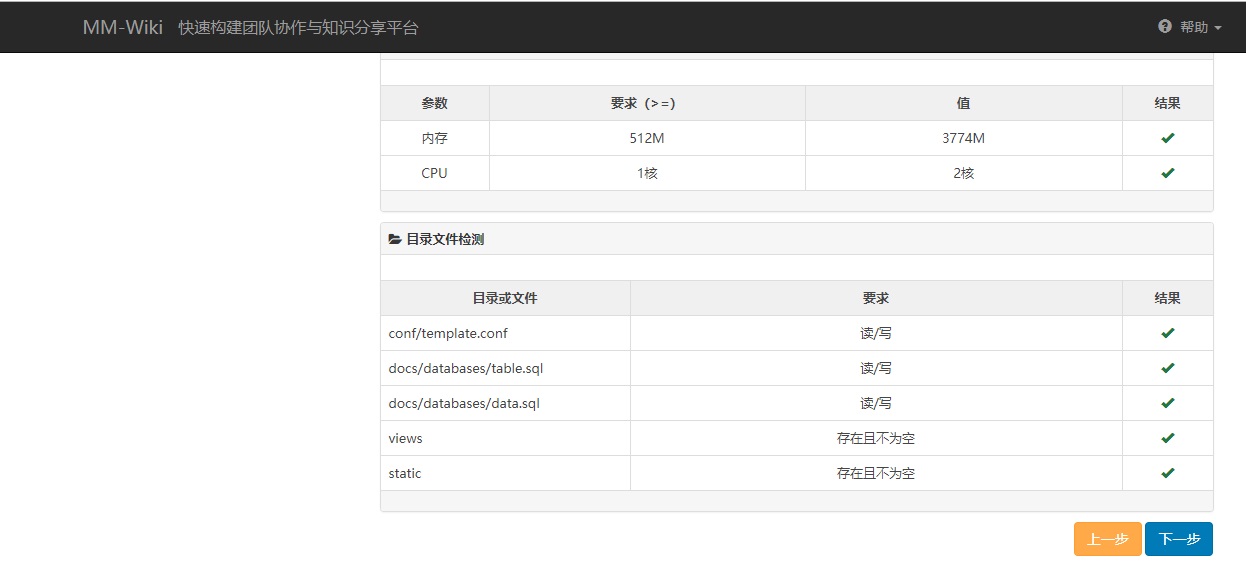 MM-Wiki 快速构建团队协作与知识分享平台 帮助
参数 要求（>=） 值 结果
内存 512M 3774M
CPU 1核 2核
目录文件检测
目录或文件 要求 结果
conf/template.conf 读/写
docs/databases/table.sql 读/写
docs/databases/data.sql 读/写
views 存在且不为空
static 存在且不为空
上一步 下一步